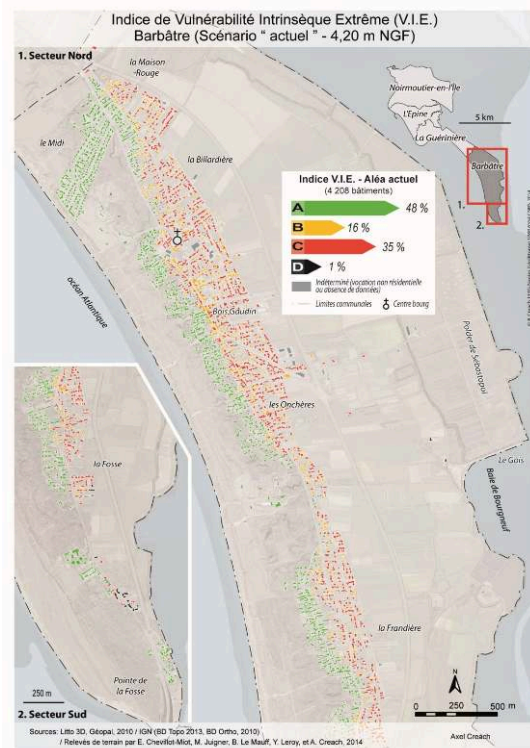 Indice de Vulnérabilité Intrinsèque Extrême (V.I.E.)
Barbâtre (Scénario " actuel " - 4,20 m NGF)
1. Secteur Nord
la Maison
-Rouge
Noirmoutier-en-île
L'Epine
La Guérinière
5 km
Barbâtre
1.
2.
le Midi
la Billardière
Indice V.I.E. - Aléa actuel
(4 208 bâtiments)
A 48 %
B 16 %
C 35 %
D 1 %
Indéterminé (vocation non résidentielle
ou absence de données)
Limites communales
Centre bourg
océan Atlantique
Bois Gaudin
Polder de Sébastopol
les Onchères
la Fosse
Le Gois
Baie de Bourgneuf
la Frandière
Pointe de
la Fosse
250 m
N
2. Secteur Sud
0 250 500 m
Sources: Litto 3D, Géopal, 2010 / IGN (BD Topo 2013, BD Ortho, 2010)
/ Relevés de terrain par E. Chevillot-Miot, M. Juigner, B. Le Mauff, Y. Leroy, et A. Creach, 2014
Axel Creach